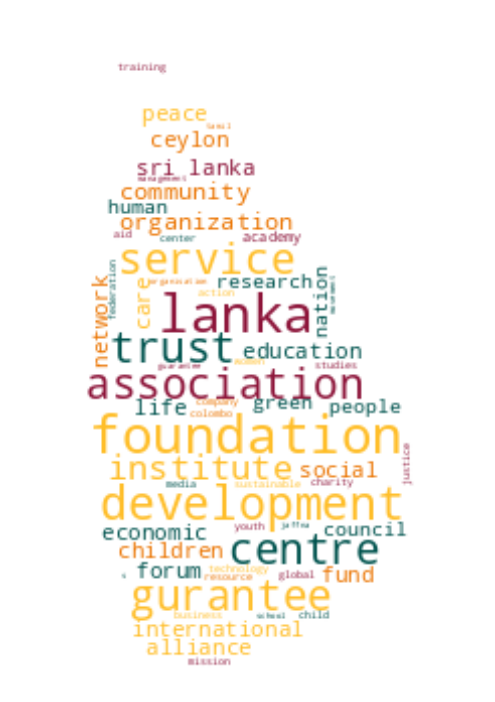 training
peace
tamil
ceylon
sri lanka
management
community
human
organization
aid
center
academy
service
federation
network
care
organisation
research
action
nation
movement
lanka
trust
education
women
guarantee
studies
association
life
company
colombo
green
people
foundation
institute
social
justice
media
sustainable
charity
development
economic
youth
jaffna
council
children
centre
s
forum
technology
resource
global
fund
gurantee
business
school
child
international
alliance
mission